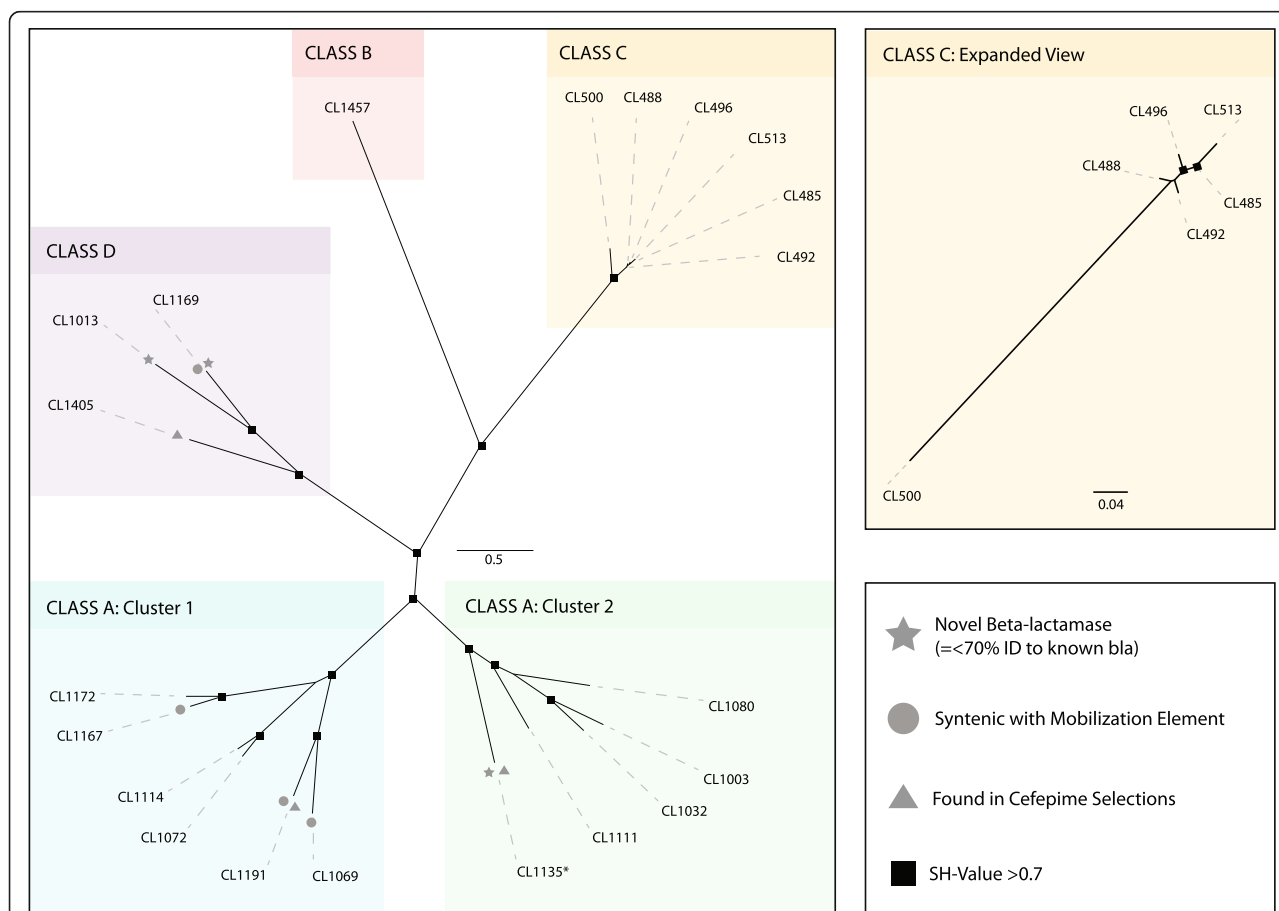 CLASS B
CL1457
CLASS C
CL500
CL488
CL496
CL513
CL485
CL492
CLASS D
CL1169
CL1013
CL1405
0.5
CLASS A: Cluster 1
CL1172
CL1167
CL1114
CL1072
CL1191
CL1069
CLASS A: Cluster 2
CL1080
CL1003
CL1032
CL1111
CL1135*
CLASS C: Expanded View
CL496
CL513
CL488
CL485
CL492
CL500
0.04
Novel Beta-lactamase
(=<70% ID to known bla)
Syntenic with Mobilization Element
Found in Cefepime Selections
SH-Value >0.7